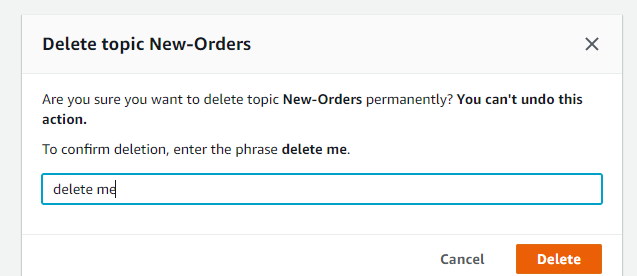 Delete topic New-Orders
Are you sure you want to delete topic New-Orders permanently? You can't undo this
action.
To confirm deletion, enter the phrase delete me.
delete me
Cancel
Delete